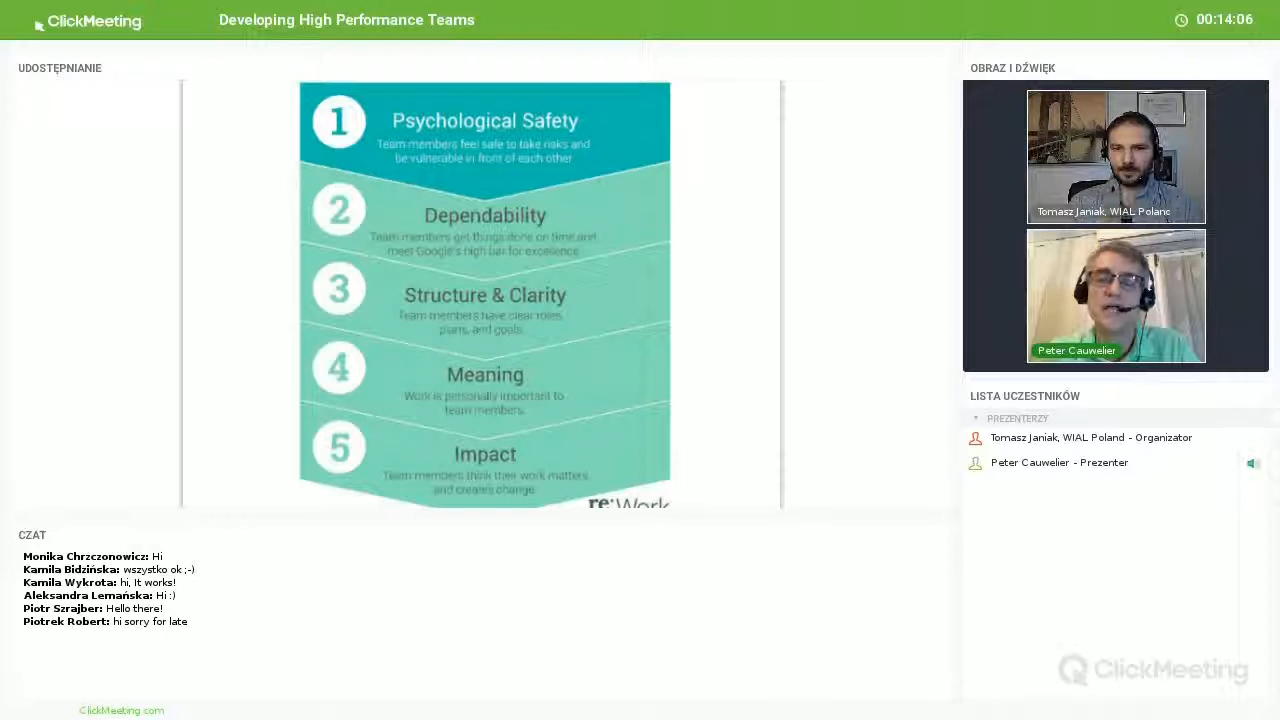 ClickMeeting
Developing High Performance Teams
00:14:06
UDOSTĘPNIANIE
1
Psychological Safety
Team members feel safe to take risks and
be vulnerable in front of each other
2
Dependability
Team members get things done on time and
meet Google's high bar for excellence
3
Structure & Clarity
Team members have clear roles,
plans, and goals.
4
Meaning
Work is personally important to
team members.
5
Impact
Team members think their work matters
and creates change.
re:Work
OBRAZ I DŹWIĘK
Tomasz Janiak, WIAL Poland
Peter Cauwelier
LISTA UCZESTNIKÓW
PREZENTERZY
Tomasz Janiak, WIAL Poland - Organizator
Peter Cauwelier - Prezenter
CZAT
Monika Chrzczonowicz: Hi
Kamila Bidzińska: wszystko ok ;-)
Kamila Wykrota: hi, It works!
Aleksandra Lemańska: Hi :)
Piotr Szrajber: Hello there!
Piotrek Robert: hi sorry for late
ClickMeeting
ClickMeeting.com